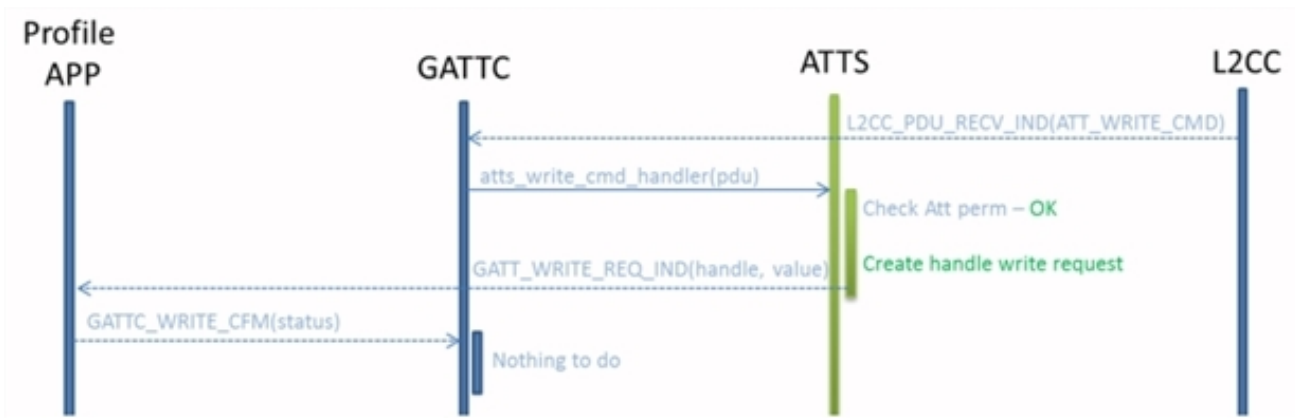 Profile
APP
GATTC
ATTS
L2CC
L2CC_PDU_RECV_IND(ATT_WRITE_CMD)
atts_write_cmd_handler(pdu)
Check Att perm – OK
GATT_WRITE_REQ_IND(handle, value)
Create handle write request
GATTC_WRITE_CFM(status)
Nothing to do